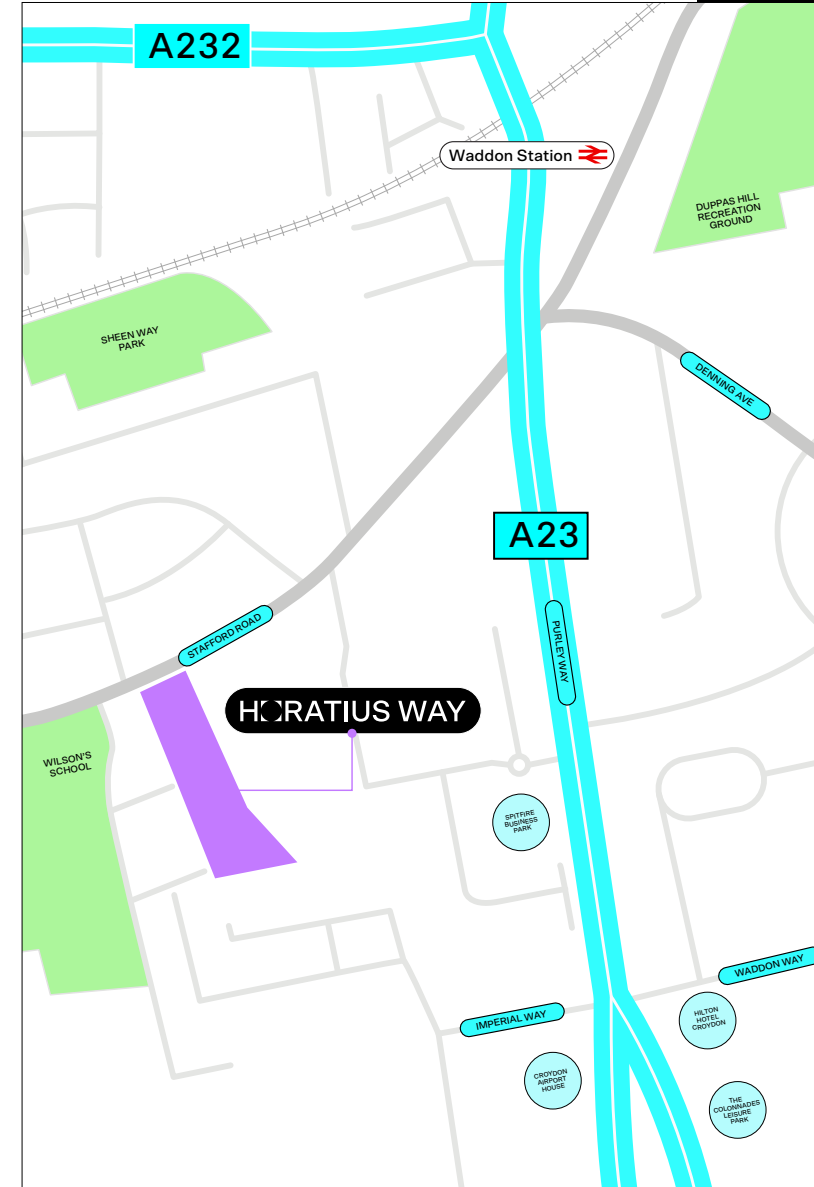 A232
Waddon Station
DUPPAS HILL
RECREATION
GROUND
SHEEN WAY
PARK
DENNING AVE
A23
STAFFORD ROAD
PURLEY WAY
HORATIUS WAY
WILSON'S
SCHOOL
SPITFIRE
BUSINESS
PARK
WADDON WAY
IMPERIAL WAY
HILTON
HOTEL
CROYDON
CROYDON
AIRPORT
HOUSE
THE
COLONNADES
LEISURE
PARK